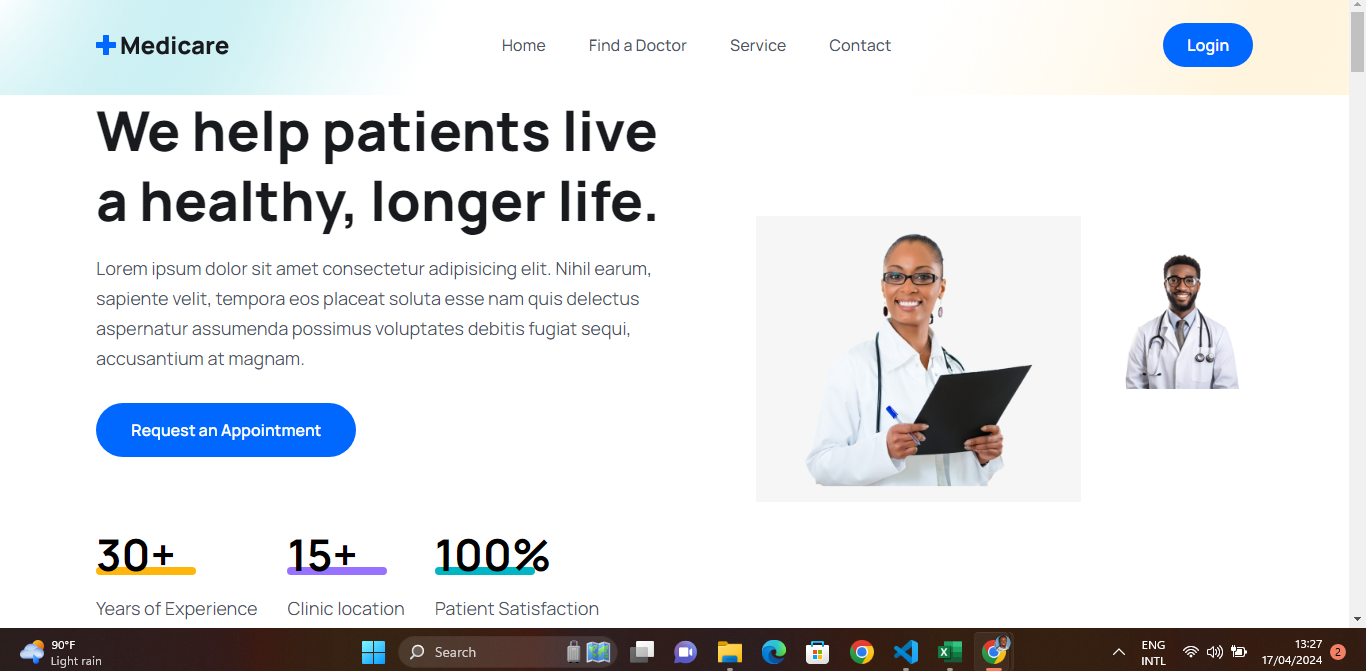 Medicare
Home
Find a Doctor
Service
Contact
Login
We help patients live
a healthy, longer life.
Lorem ipsum dolor sit amet consectetur adipisicing elit. Nihil earum,
sapiente velit, tempora eos placeat soluta esse nam quis delectus
aspernatur assumenda possimus voluptates debitis fugiat sequi,
accusantium at magnam.
Request an Appointment
30+
15+
100%
Years of Experience
Clinic location
Patient Satisfaction
90°F
Light rain
Search
ENG
INTL
13:27
17/04/2024
2